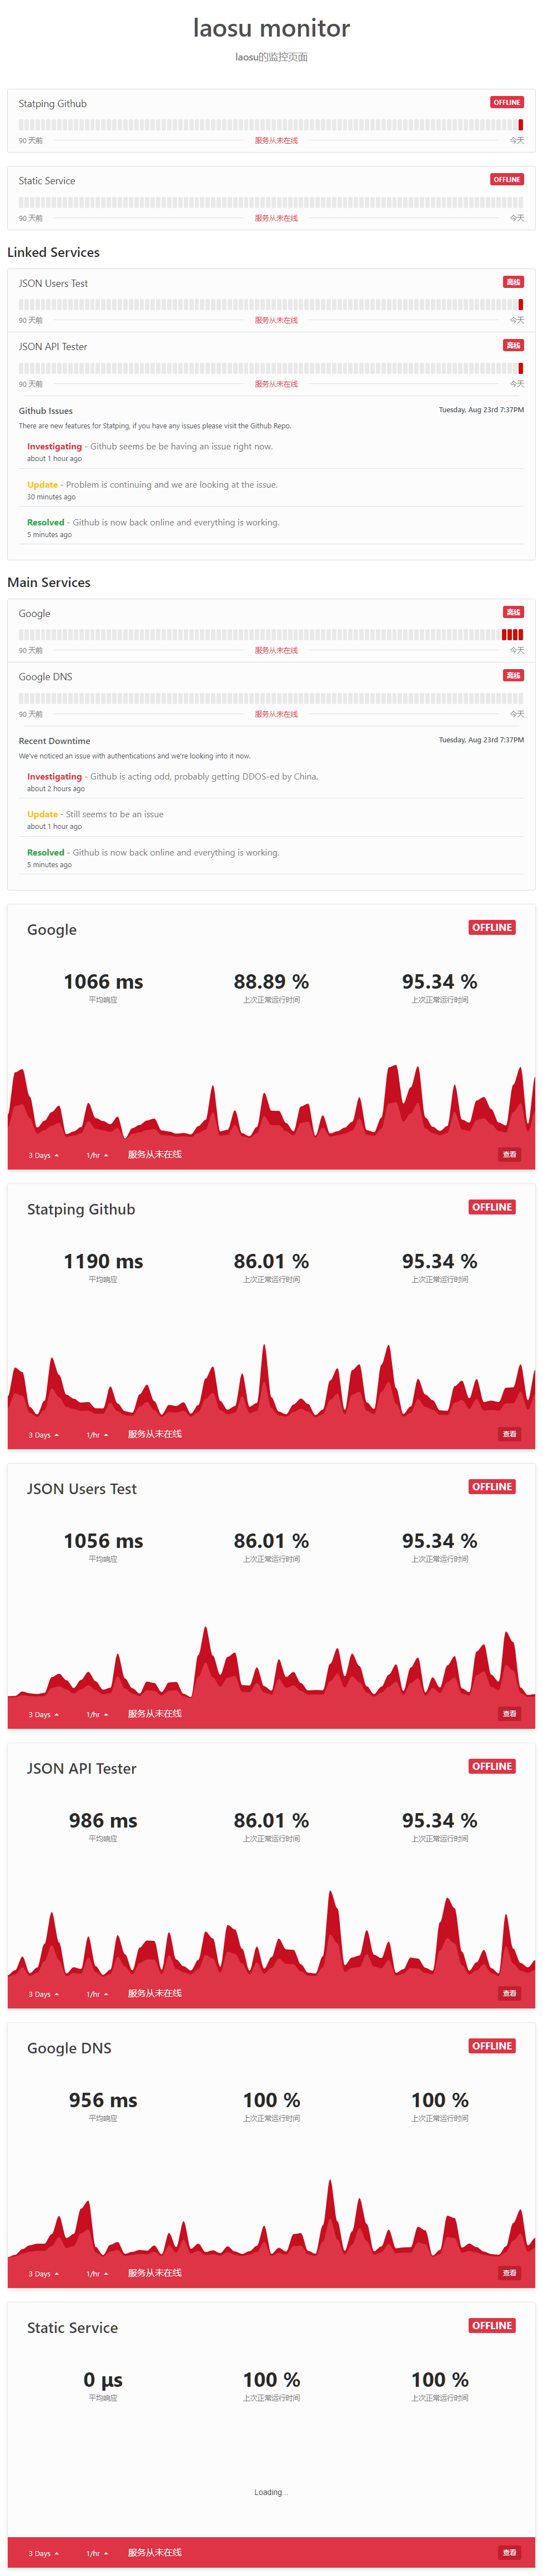 laosu monitor
laosu的监控页面
Statping Github
OFFLINE
90 天前
服务从未在线
今天
Static Service
OFFLINE
90 天前
服务从未在线
今天
Linked Services
JSON Users Test
离线
90 天前
服务从未在线
今天
JSON API Tester
离线
90 天前
服务从未在线
今天
Github Issues
Tuesday, Aug 23rd 7:37PM
There are new features for Statping, if you have any issues please visit the Github Repo.
Investigating - Github seems be be having an issue right now.
about 1 hour ago
Update - Problem is continuing and we are looking at the issue.
30 minutes ago
Resolved - Github is now back online and everything is working.
5 minutes ago
Main Services
Google
离线
90 天前
服务从未在线
今天
Google DNS
离线
90 天前
服务从未在线
今天
Recent Downtime
Tuesday, Aug 23rd 7:37PM
We've noticed an issue with authentications and we're looking into it now.
Investigating - Github is acting odd, probably getting DDOS-ed by China.
about 2 hours ago
Update - Still seems to be an issue
about 1 hour ago
Resolved - Github is now back online and everything is working.
5 minutes ago
Google
OFFLINE
1066 ms
88.89 %
95.34 %
平均响应
上次正常运行时间
上次正常运行时间
3 Days
1/hr
服务从未在线
查看
Statping Github
OFFLINE
1190 ms
86.01 %
95.34 %
平均响应
上次正常运行时间
上次正常运行时间
3 Days
1/hr
服务从未在线
查看
JSON Users Test
OFFLINE
1056 ms
86.01 %
95.34 %
平均响应
上次正常运行时间
上次正常运行时间
3 Days
1/hr
服务从未在线
查看
JSON API Tester
OFFLINE
986 ms
86.01 %
95.34 %
平均响应
上次正常运行时间
上次正常运行时间
3 Days
1/hr
服务从未在线
查看
Google DNS
OFFLINE
956 ms
100 %
100 %
平均响应
上次正常运行时间
上次正常运行时间
3 Days
1/hr
服务从未在线
查看
Static Service
OFFLINE
0 µs
100 %
100 %
平均响应
上次正常运行时间
上次正常运行时间
Loading...
3 Days
1/hr
服务从未在线
查看